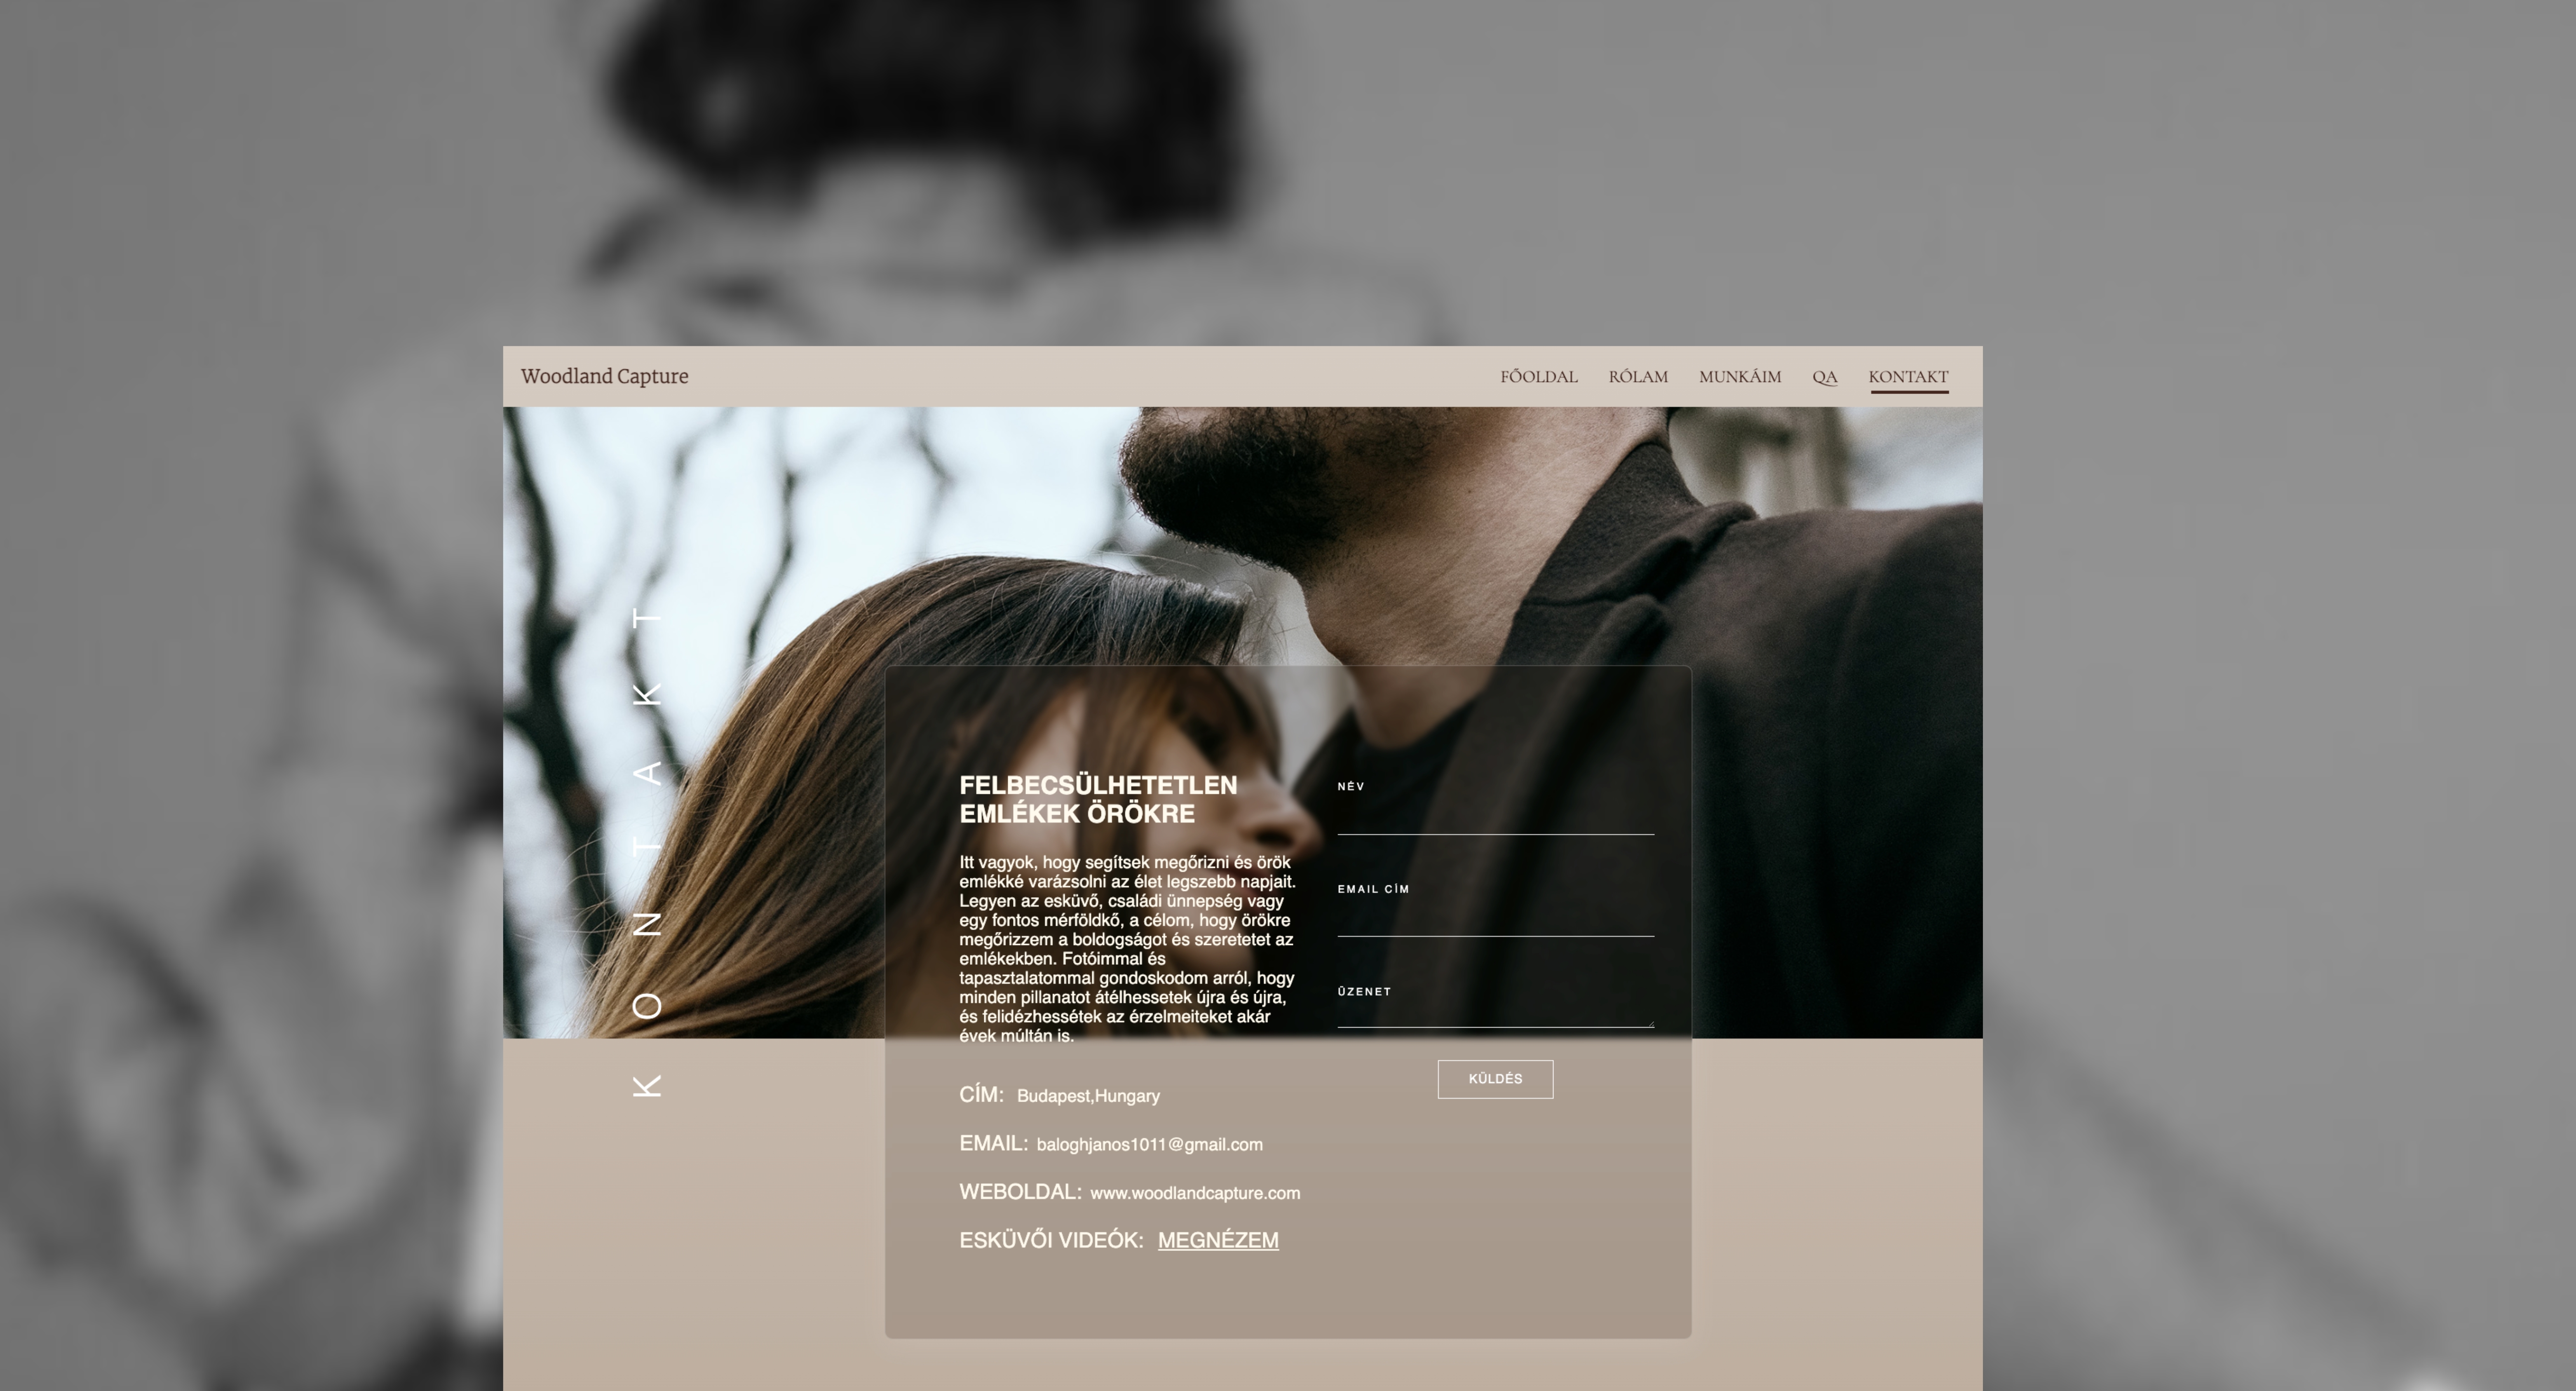 Woodland Capture
FŐOLDAL RÓLAM MUNKÁIM QA KONTAKT
KONTAKT
FELBECSÜLHETETLEN
EMLÉKEK ÖRÖKRE
Itt vagyok, hogy segítsek megőrizni és örök
emlékké varázsolni az élet legszebb napjait.
Legyen az esküvő, családi ünnepség vagy
egy fontos mérföldkő, a célom, hogy örökre
megőrizzem a boldogságot és szeretetet az
emlékekben. Fotóimmal és
tapasztalatommal gondoskodom arról, hogy
minden pillanatot átélhessetek újra és újra,
és felidézhessétek az érzelmeiteket akár
évek múltán is.
CÍM: Budapest,Hungary
EMAIL: baloghjanos1011@gmail.com
WEBOLDAL: www.woodlandcapture.com
ESKÜVŐI VIDEÓK: MEGNÉZEM
NÉV
EMAIL CÍM
ÜZENET
KÜLDÉS